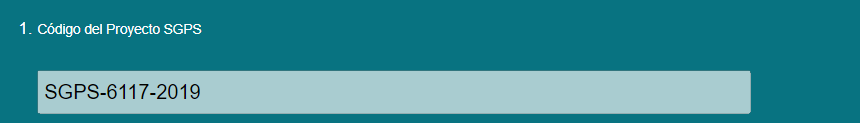 1. Código del Proyecto SGPS
SGPS-6117-2019